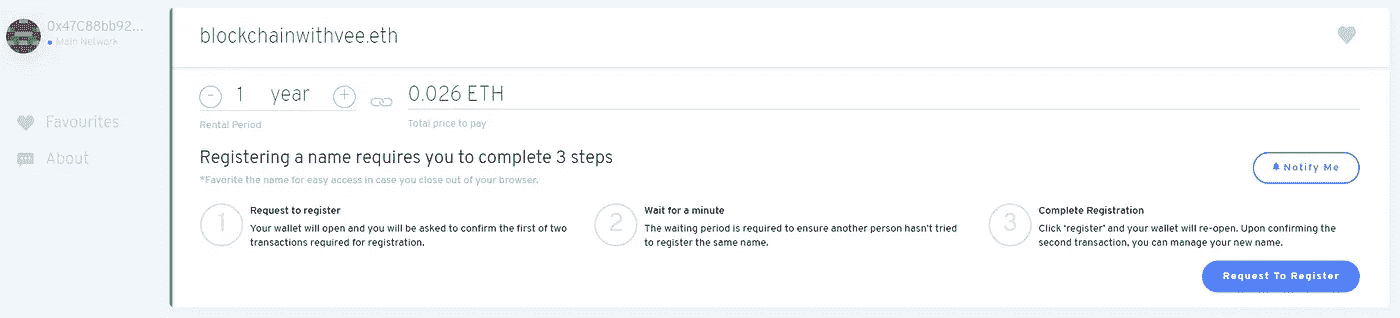 0x47C88bb92...
Main Network
Favourites
About
blockchainwithvee.eth
- 1 year +
0.026 ETH
Rental Period
Total price to pay
Registering a name requires you to complete 3 steps
*Favorite the name for easy access in case you close out of your browser.
Notify Me
1
Request to register
Your wallet will open and you will be asked to confirm the first of two
transactions required for registration.
2
Wait for a minute
The waiting period is required to ensure another person hasn't tried
to register the same name.
3
Complete Registration
Click 'register' and your wallet will re-open. Upon confirming the
second transaction, you can manage your new name.
Request To Register